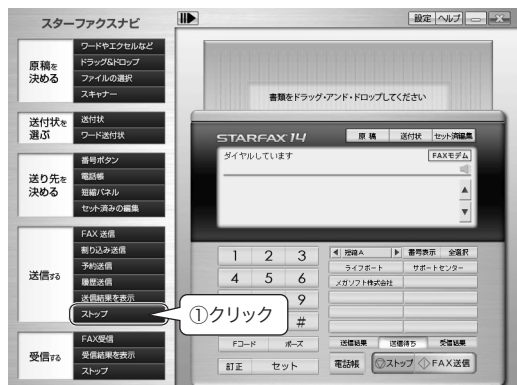 スターファクスナビ
設定 ヘルプ
原稿を決める
ワードやエクセルなど
ドラッグ&ドロップ
ファイルの選択
スキャナー
送付状を選ぶ
送付状
ワード送付状
送り先を決める
番号ボタン
電話帳
短縮パネル
セット済みの編集
送信する
FAX 送信
割り込み送信
予約送信
履歴送信
送信結果を表示
ストップ
受信する
FAX受信
受信結果を表示
ストップ
①クリック
書類をドラッグ・アンド・ドロップしてください
STARFAX 14
原 稿 送付状 セット済編集
ダイヤルしています
FAXモデム
1 2 3
4 5 6
9
#
Fコード ポーズ
訂正 セット
短縮A 番号表示 全選択
ライフボート サポートセンター
メガソフト株式会社
送信結果 送信待ち 受信結果
電話帳 ストップ FAX送信